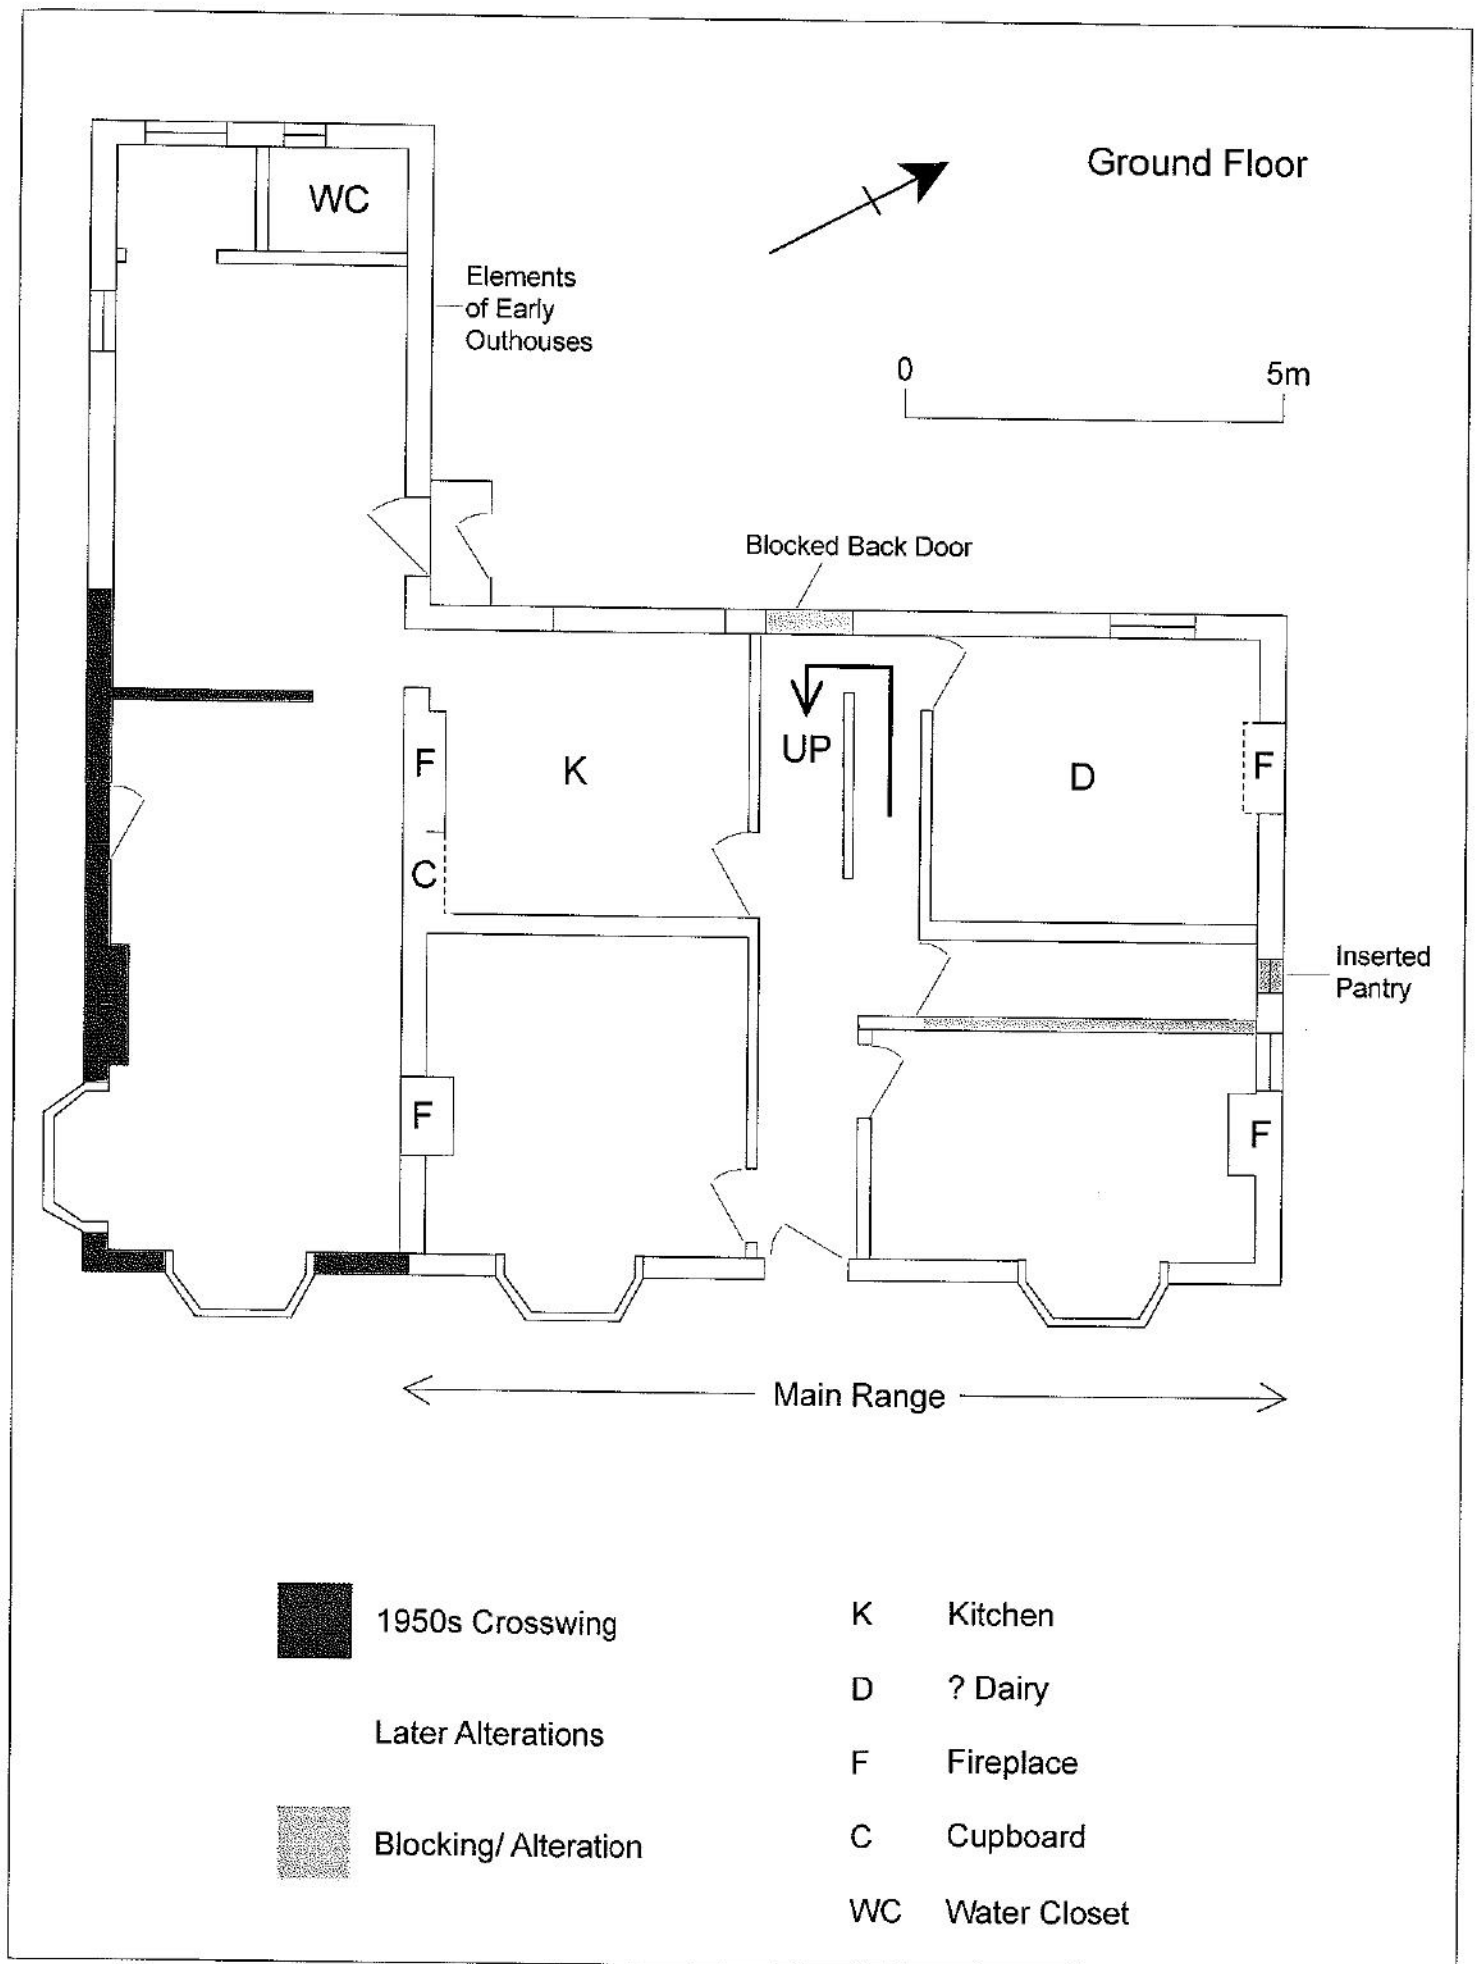 Ground Floor
WC
Elements
of Early
Outhouses
0 5m
Blocked Back Door
UP
F
K
D
F
C
Inserted
Pantry
F
F
Main Range
1950s Crosswing
Later Alterations
Blocking/ Alteration
K Kitchen
D ? Dairy
F Fireplace
C Cupboard
WC Water Closet